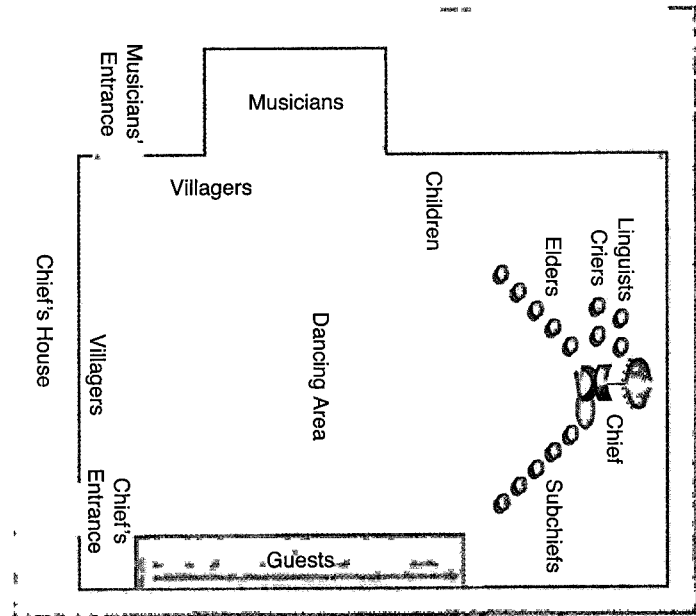 Musicians'
Entrance
Musicians
Villagers
Children
Linguists
Criers
Elders
Chief's House
Villagers
Dancing Area
Chief
Subchiefs
Chief's
Entrance
Guests